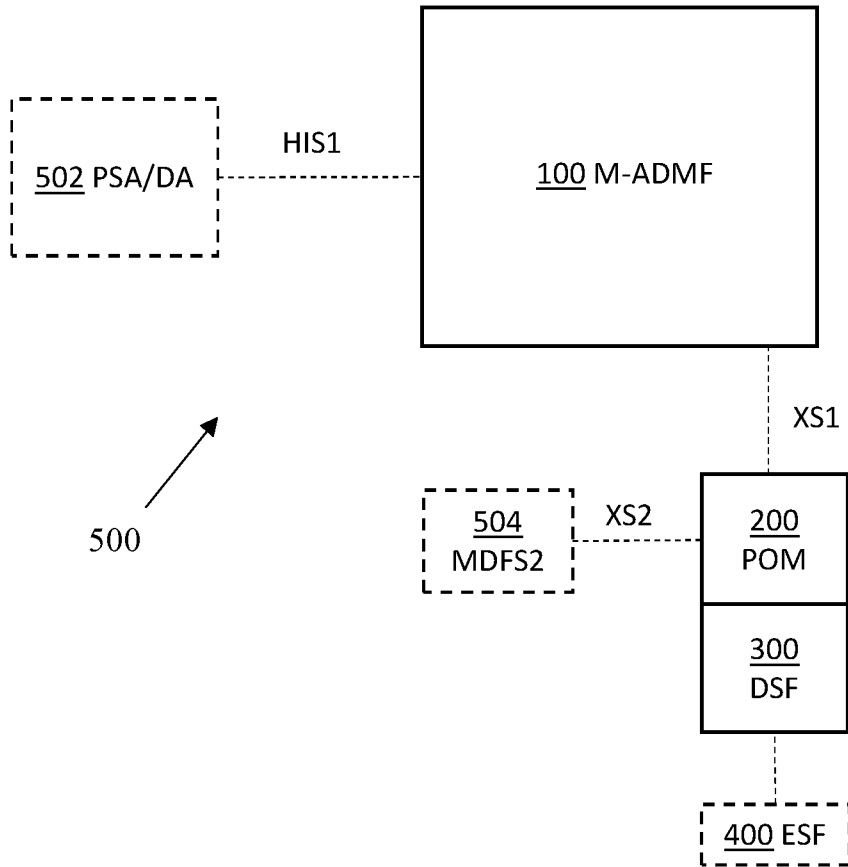 HIS1
502 PSA/DA
100 M-ADMF
XS1
500
504
MDFS2
XS2
200
POM
300
DSF
400 ESF